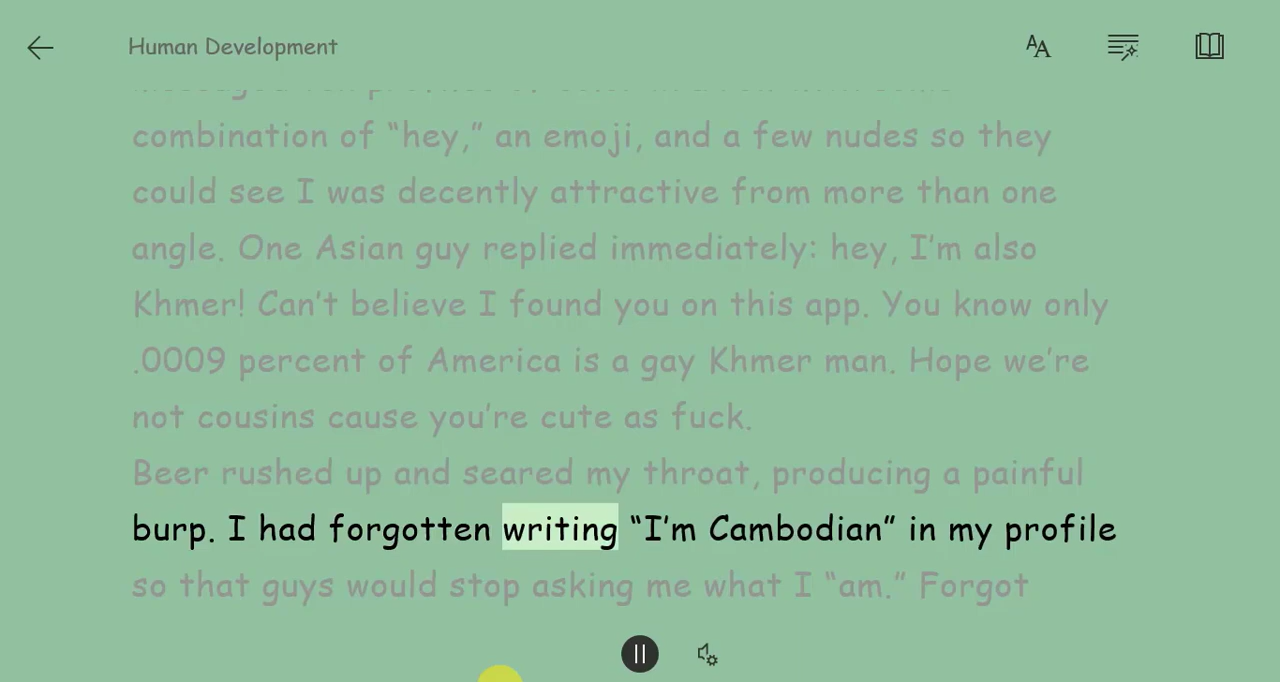 Human Development
combination of “hey,” an emoji, and a few nudes so they
could see I was decently attractive from more than one
angle. One Asian guy replied immediately: hey, I’m also
Khmer! Can’t believe I found you on this app. You know only
.0009 percent of America is a gay Khmer man. Hope we’re
not cousins cause you’re cute as fuck.
Beer rushed up and seared my throat, producing a painful
burp. I had forgotten writing “I’m Cambodian” in my profile
so that guys would stop asking me what I “am.” Forgot